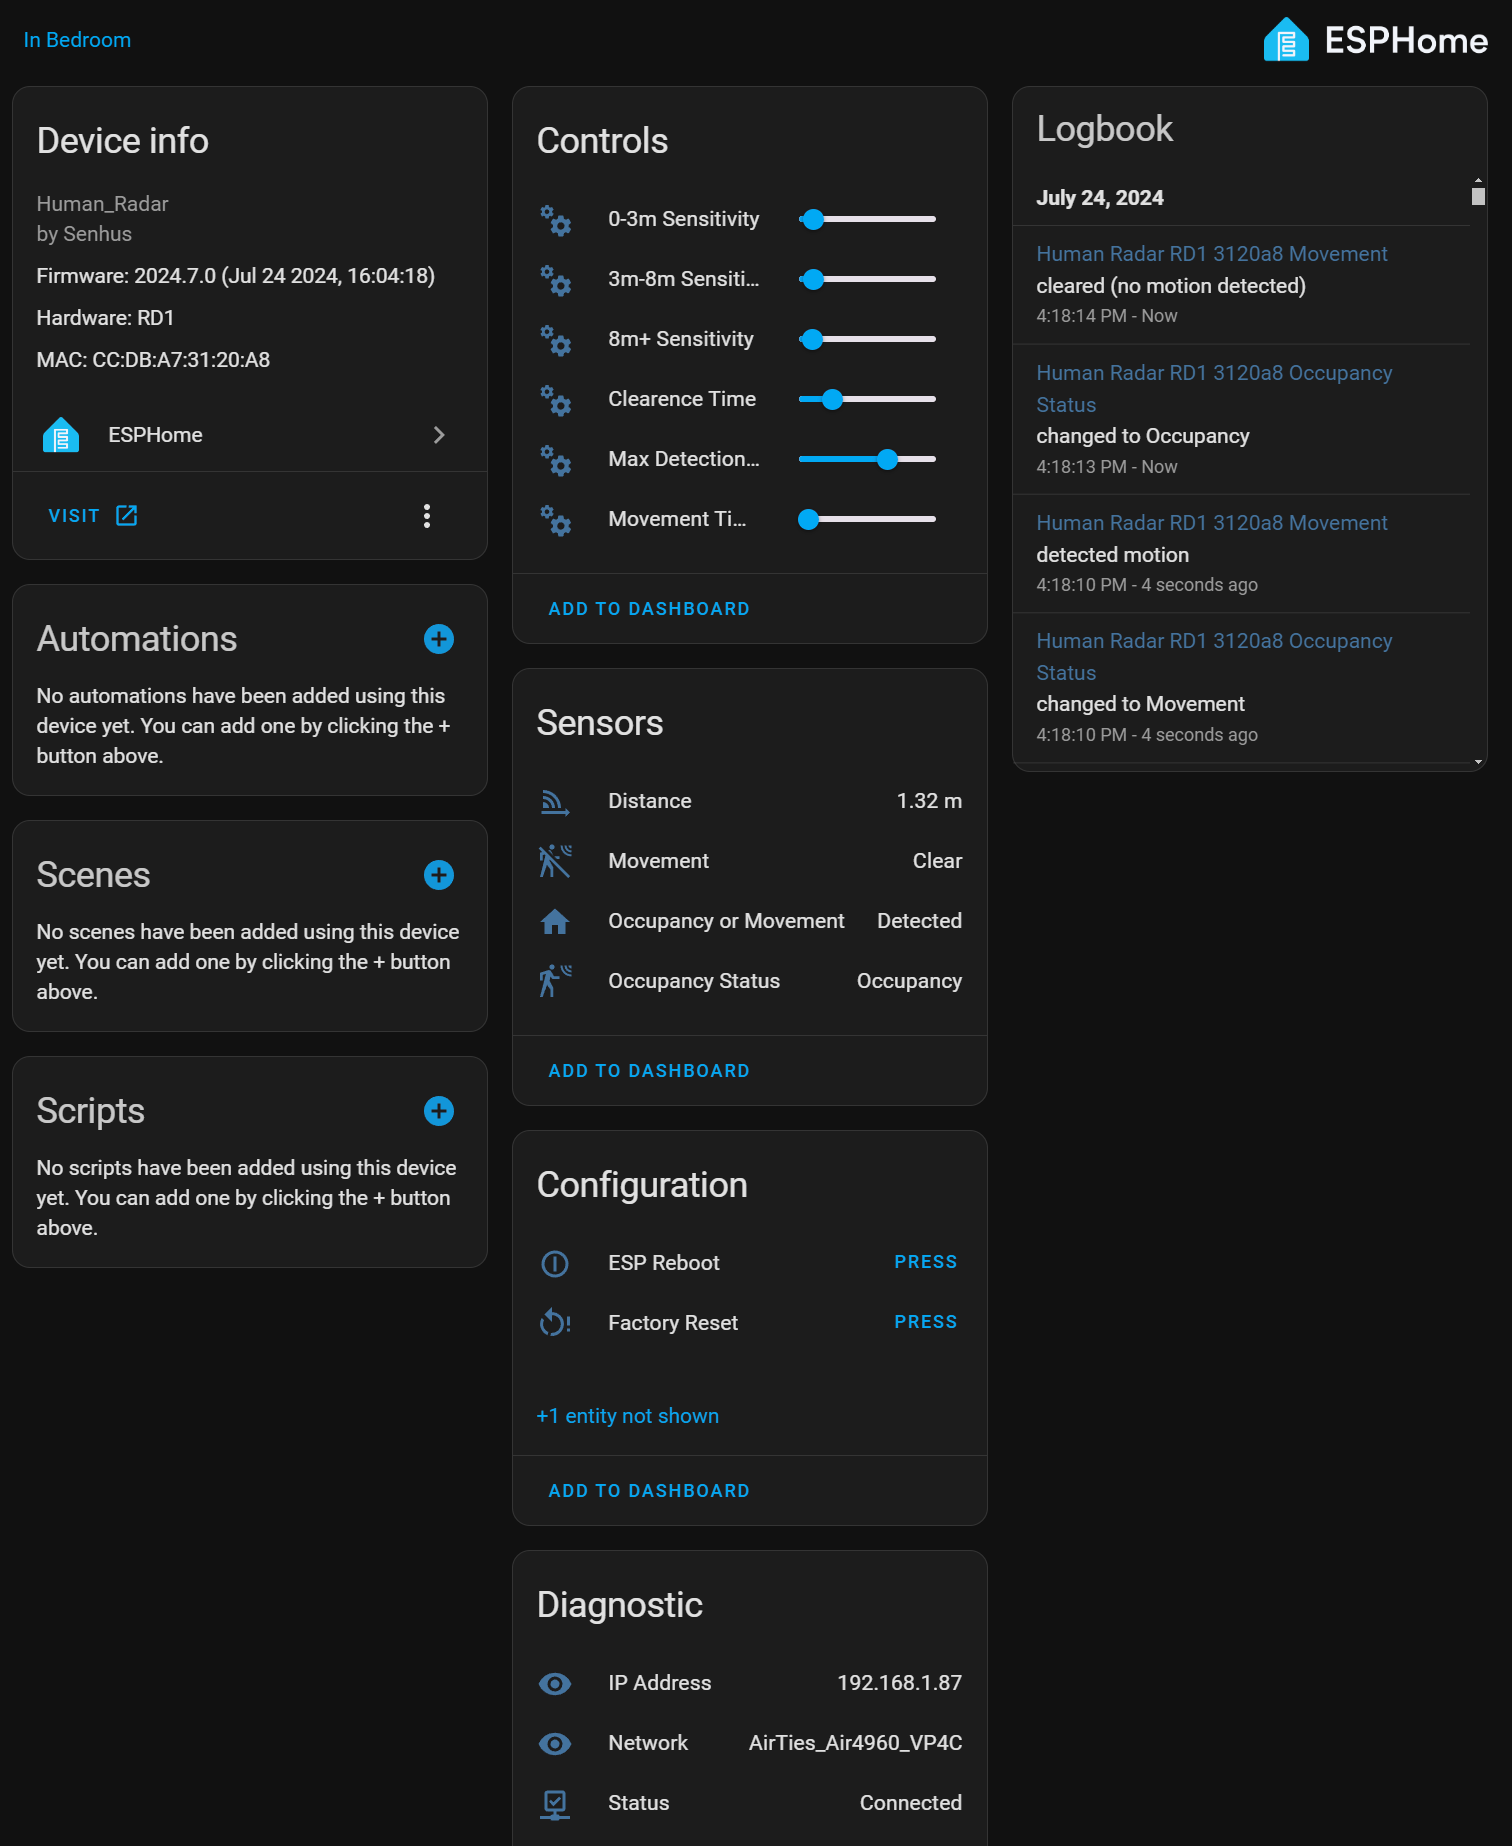 In Bedroom
ESPHome
Device info
Human_Radar
by Senhus
Firmware: 2024.7.0 (Jul 24 2024, 16:04:18)
Hardware: RD1
MAC: CC:DB:A7:31:20:A8
ESPHome
VISIT
Automations
No automations have been added using this
device yet. You can add one by clicking the +
button above.
Scenes
No scenes have been added using this device
yet. You can add one by clicking the + button
above.
Scripts
No scripts have been added using this device
yet. You can add one by clicking the + button
above.
Controls
0-3m Sensitivity
3m-8m Sensiti...
8m+ Sensitivity
Clearence Time
Max Detection...
Movement Ti...
ADD TO DASHBOARD
Sensors
Distance 1.32 m
Movement Clear
Occupancy or Movement Detected
Occupancy Status Occupancy
ADD TO DASHBOARD
Configuration
ESP Reboot PRESS
Factory Reset PRESS
+1 entity not shown
ADD TO DASHBOARD
Diagnostic
IP Address 192.168.1.87
Network AirTies_Air4960_VP4C
Status Connected
Logbook
July 24, 2024
Human Radar RD1 3120a8 Movement
cleared (no motion detected)
4:18:14 PM - Now
Human Radar RD1 3120a8 Occupancy
Status
changed to Occupancy
4:18:13 PM - Now
Human Radar RD1 3120a8 Movement
detected motion
4:18:10 PM - 4 seconds ago
Human Radar RD1 3120a8 Occupancy
Status
changed to Movement
4:18:10 PM - 4 seconds ago